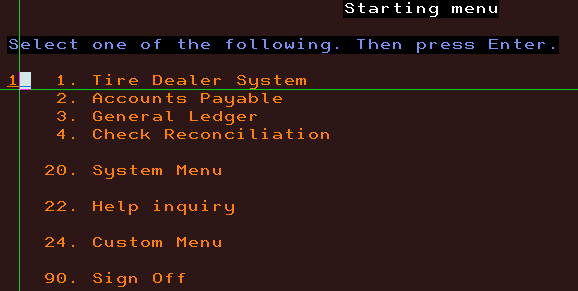 Starting menu
Select one of the following. Then press Enter.
1 1. Tire Dealer System
2. Accounts Payable
3. General Ledger
4. Check Reconciliation
20. System Menu
22. Help inquiry
24. Custom Menu
90. Sign Off